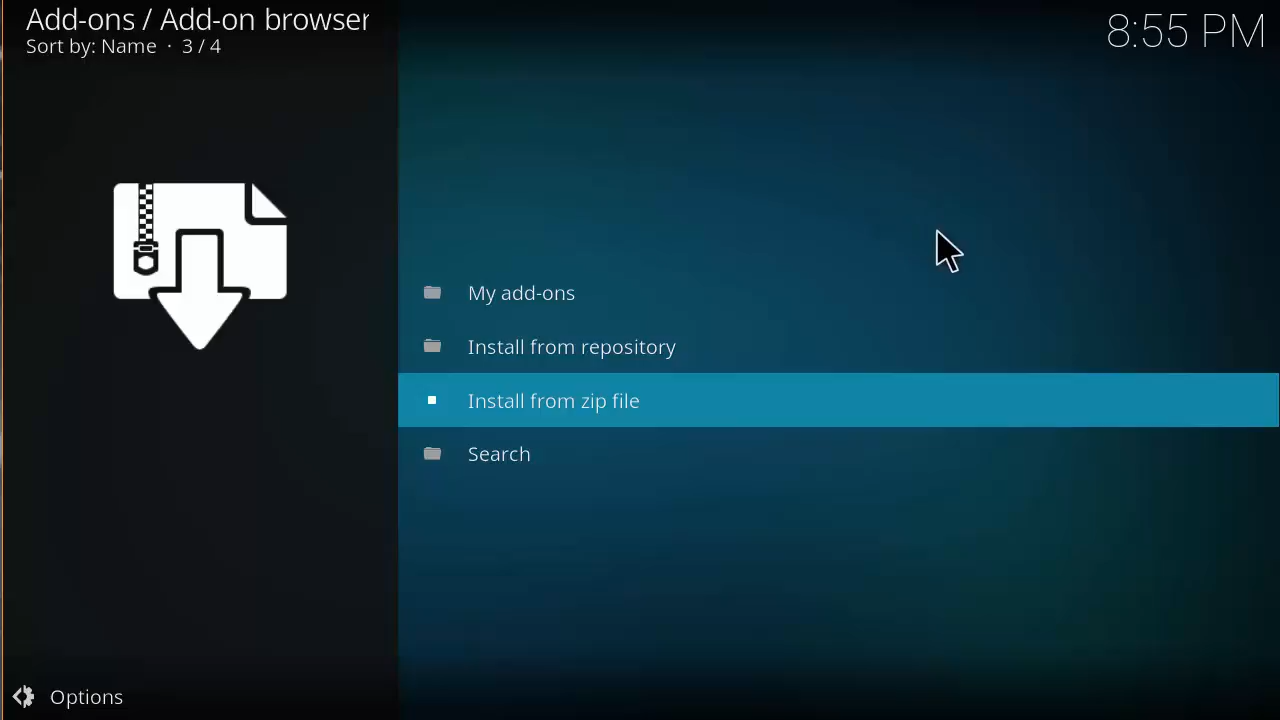 Add-ons / Add-on browser
8:55 PM
Sort by: Name · 3 / 4
My add-ons
Install from repository
Install from zip file
Search
Options